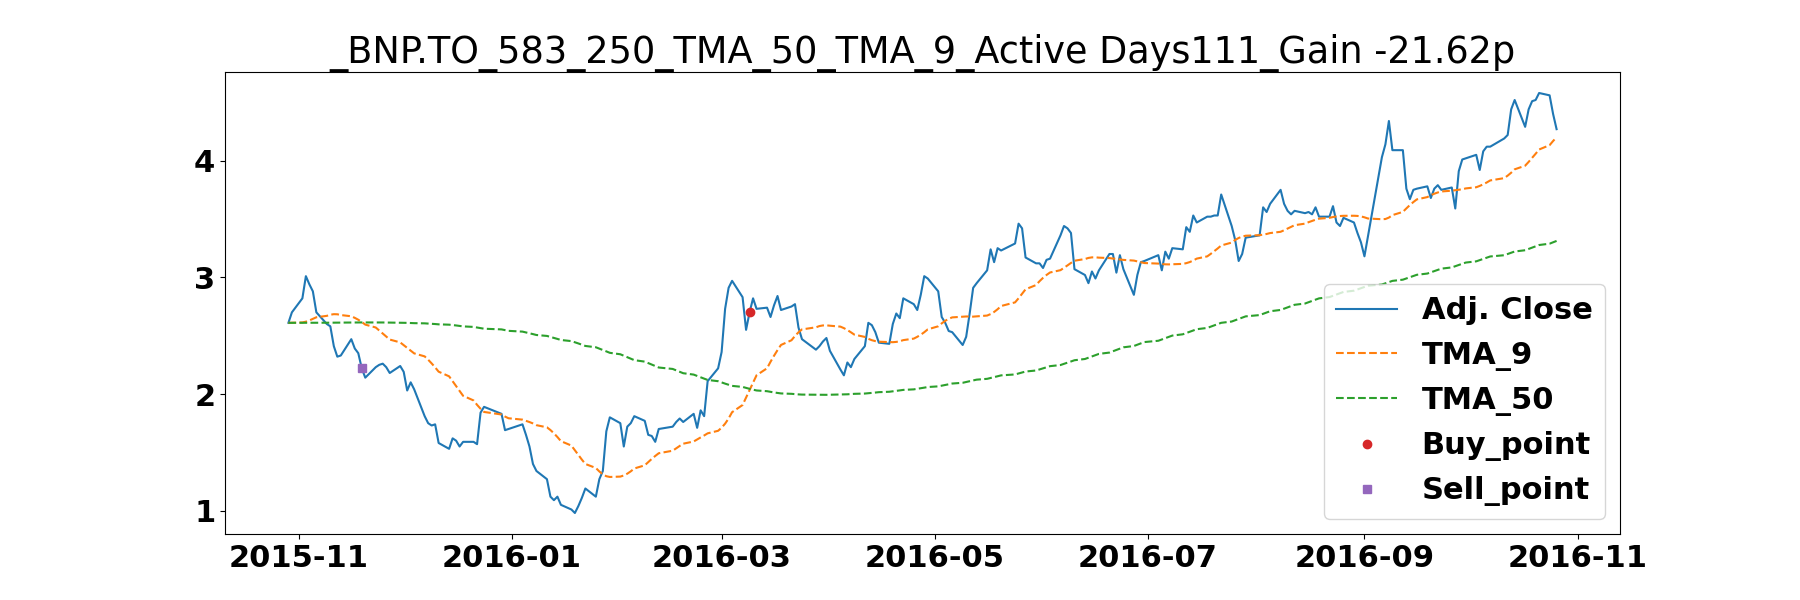 _BNP.TO_583_250_TMA_50_TMA_9_Active Days111_Gain -21.62p
4
3
2
1
Adj. Close
TMA_9
TMA_50
Buy_point
Sell_point
2015-11 2016-01 2016-03 2016-05 2016-07 2016-09 2016-11